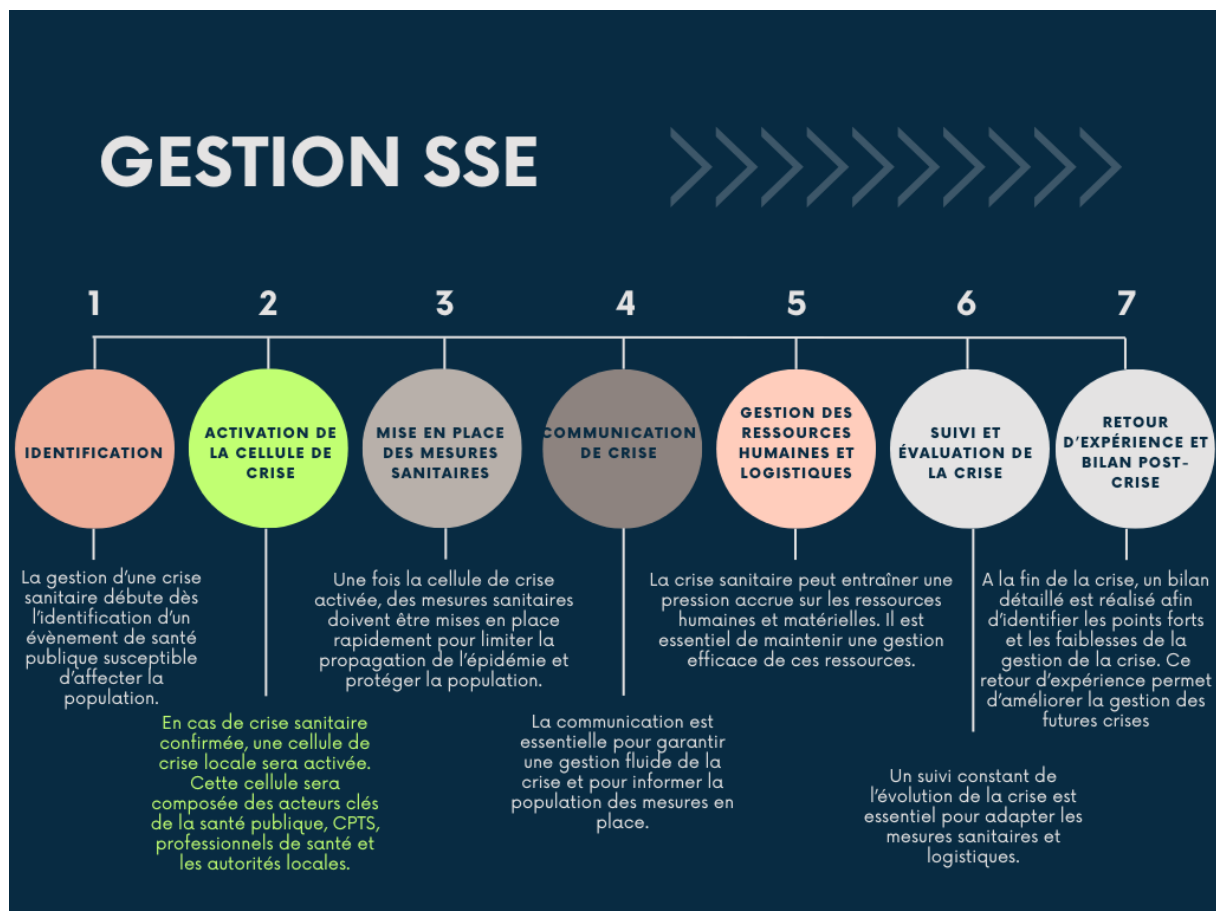 GESTION SSE
1
2
3
4
5
6
7
IDENTIFICATION
ACTIVATION DE
LA CELLULE DE
CRISE
MISE EN PLACE
DES MESURES
SANITAIRES
COMMUNICATION
DE CRISE
GESTION DES
RESSOURCES
HUMAINES ET
LOGISTIQUES
SUIVI ET
ÉVALUATION DE
LA CRISE
RETOUR
D'EXPÉRIENCE ET
BILAN POST-
CRISE
La gestion d'une crise
sanitaire débute dès
l'identification d'un
évènement de santé
publique susceptible
d'affecter la
population.
En cas de crise sanitaire
confirmée, une cellule de
crise locale sera activée.
Cette cellule sera
composée des acteurs clés
de la santé publique, CPTS,
professionnels de santé et
les autorités locales.
Une fois la cellule de crise
activée, des mesures sanitaires
doivent être mises en place
rapidement pour limiter la
propagation de l'épidémie et
protéger la population.
La communication est
essentielle pour garantir
une gestion fluide de la
crise et pour informer la
population des mesures en
place.
La crise sanitaire peut entraîner une
pression accrue sur les ressources
humaines et matérielles. Il est
essentiel de maintenir une gestion
efficace de ces ressources.
Un suivi constant de
l'évolution de la crise est
essentiel pour adapter les
mesures sanitaires et
logistiques.
A la fin de la crise, un bilan
détaillé est réalisé afin
d'identifier les points forts
et les faiblesses de la
gestion de la crise. Ce
retour d'expérience permet
d'améliorer la gestion des
futures crises